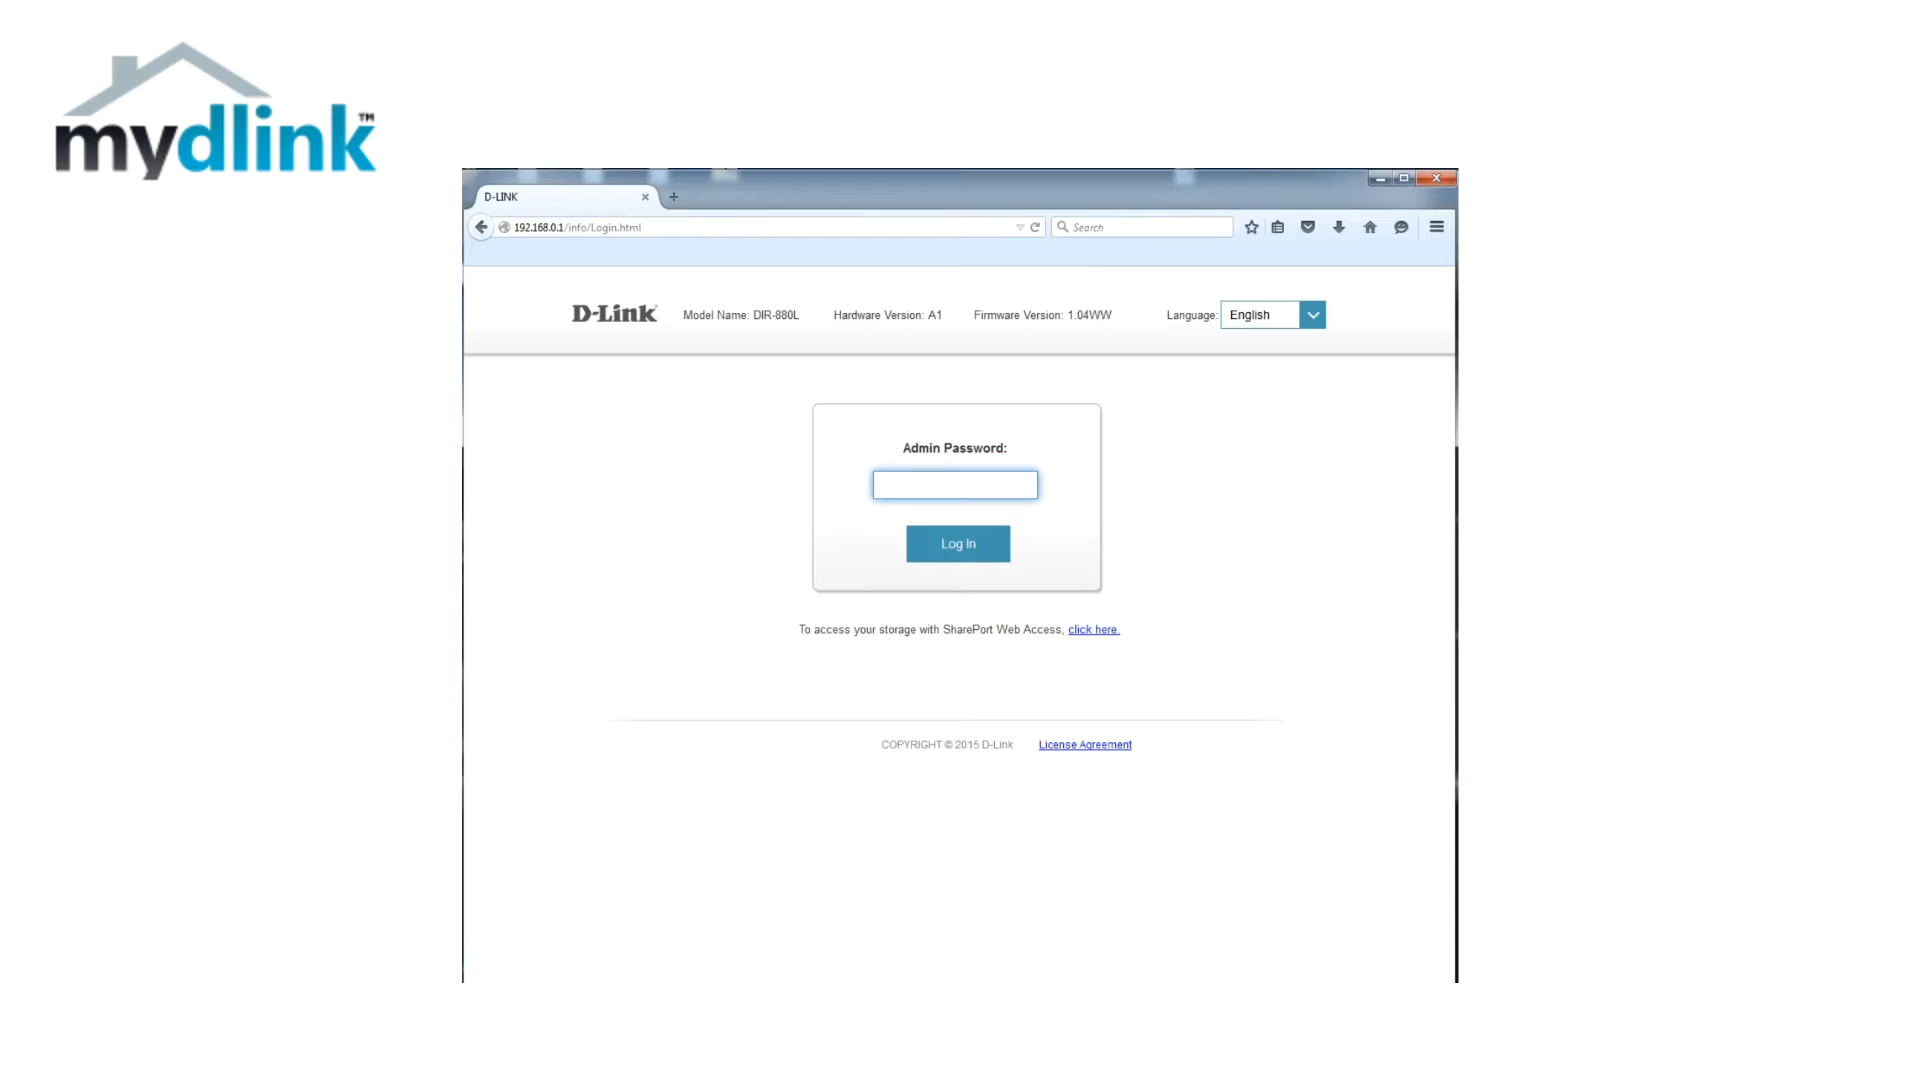 mydlink™
D-LINK
192.168.0.1/info/Login.html
Search
D-Link
Model Name: DIR-880L
Hardware Version: A1
Firmware Version: 1.04WW
Language: English
Admin Password:
Log In
To access your storage with SharePort Web Access, click here.
COPYRIGHT © 2015 D-Link
License Agreement